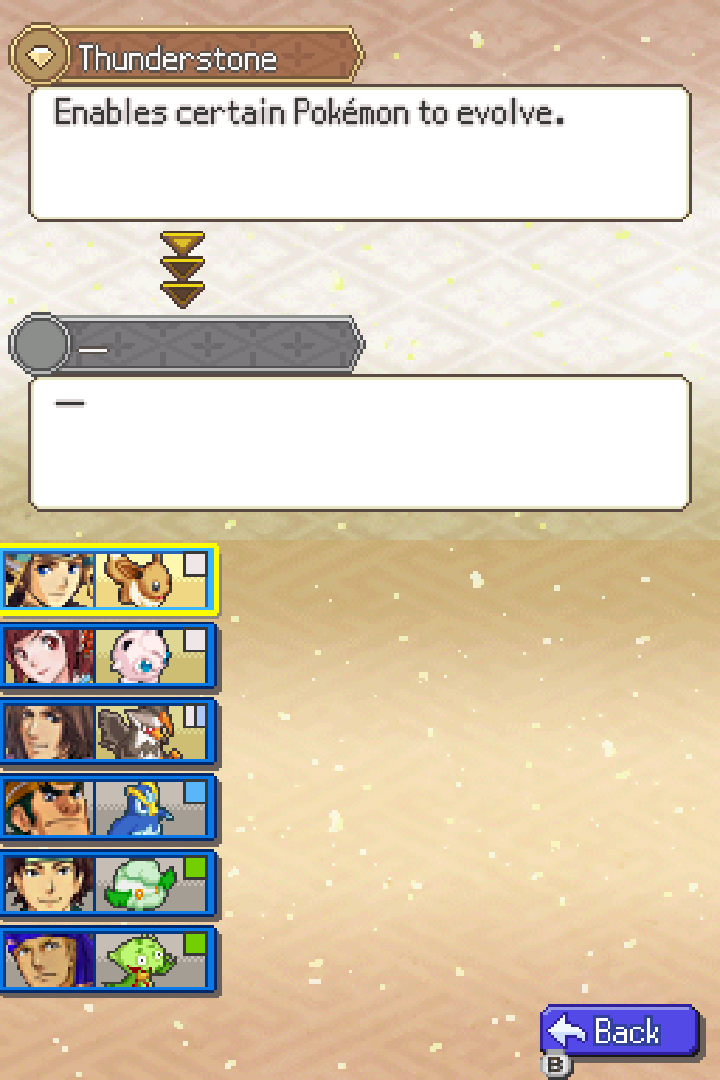 Thunderstone
Enables certain Pokémon to evolve.
—
—
Back
B